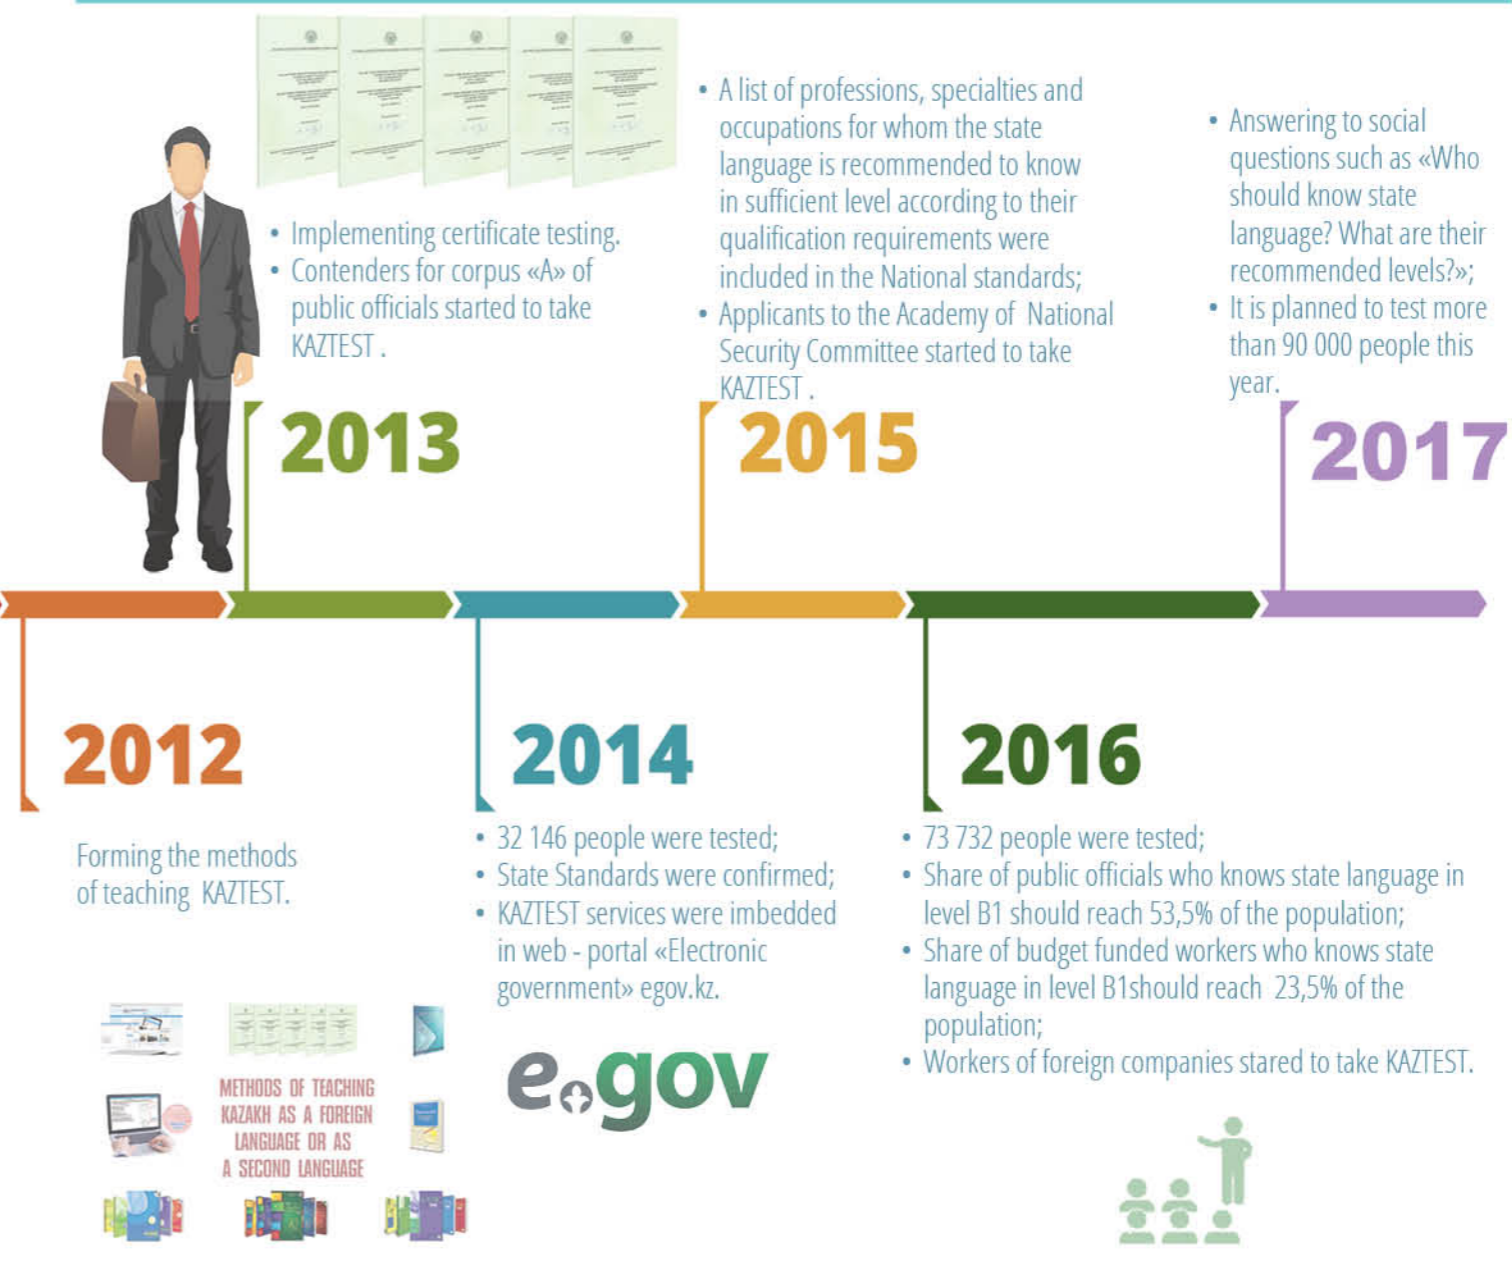 • Implementing certificate testing.
• Contenders for corpus «A» of
public officials started to take
KAZTEST .
2013
• A list of professions, specialties and
occupations for whom the state
language is recommended to know
in sufficient level according to their
qualification requirements were
included in the National standards;
• Applicants to the Academy of National
Security Committee started to take
KAZTEST .
2015
• Answering to social
questions such as «Who
should know state
language? What are their
recommended levels?»;
• It is planned to test more
than 90 000 people this
year.
2017
2012
Forming the methods
of teaching KAZTEST.
METHODS OF TEACHING
KAZAKH AS A FOREIGN
LANGUAGE OR AS
A SECOND LANGUAGE
2014
• 32 146 people were tested;
• State Standards were confirmed;
• KAZTEST services were imbedded
in web - portal «Electronic
government» egov.kz.
e.gov
2016
• 73 732 people were tested;
• Share of public officials who knows state language in
level B1 should reach 53,5% of the population;
• Share of budget funded workers who knows state
language in level B1should reach 23,5% of the
population;
• Workers of foreign companies stared to take KAZTEST.